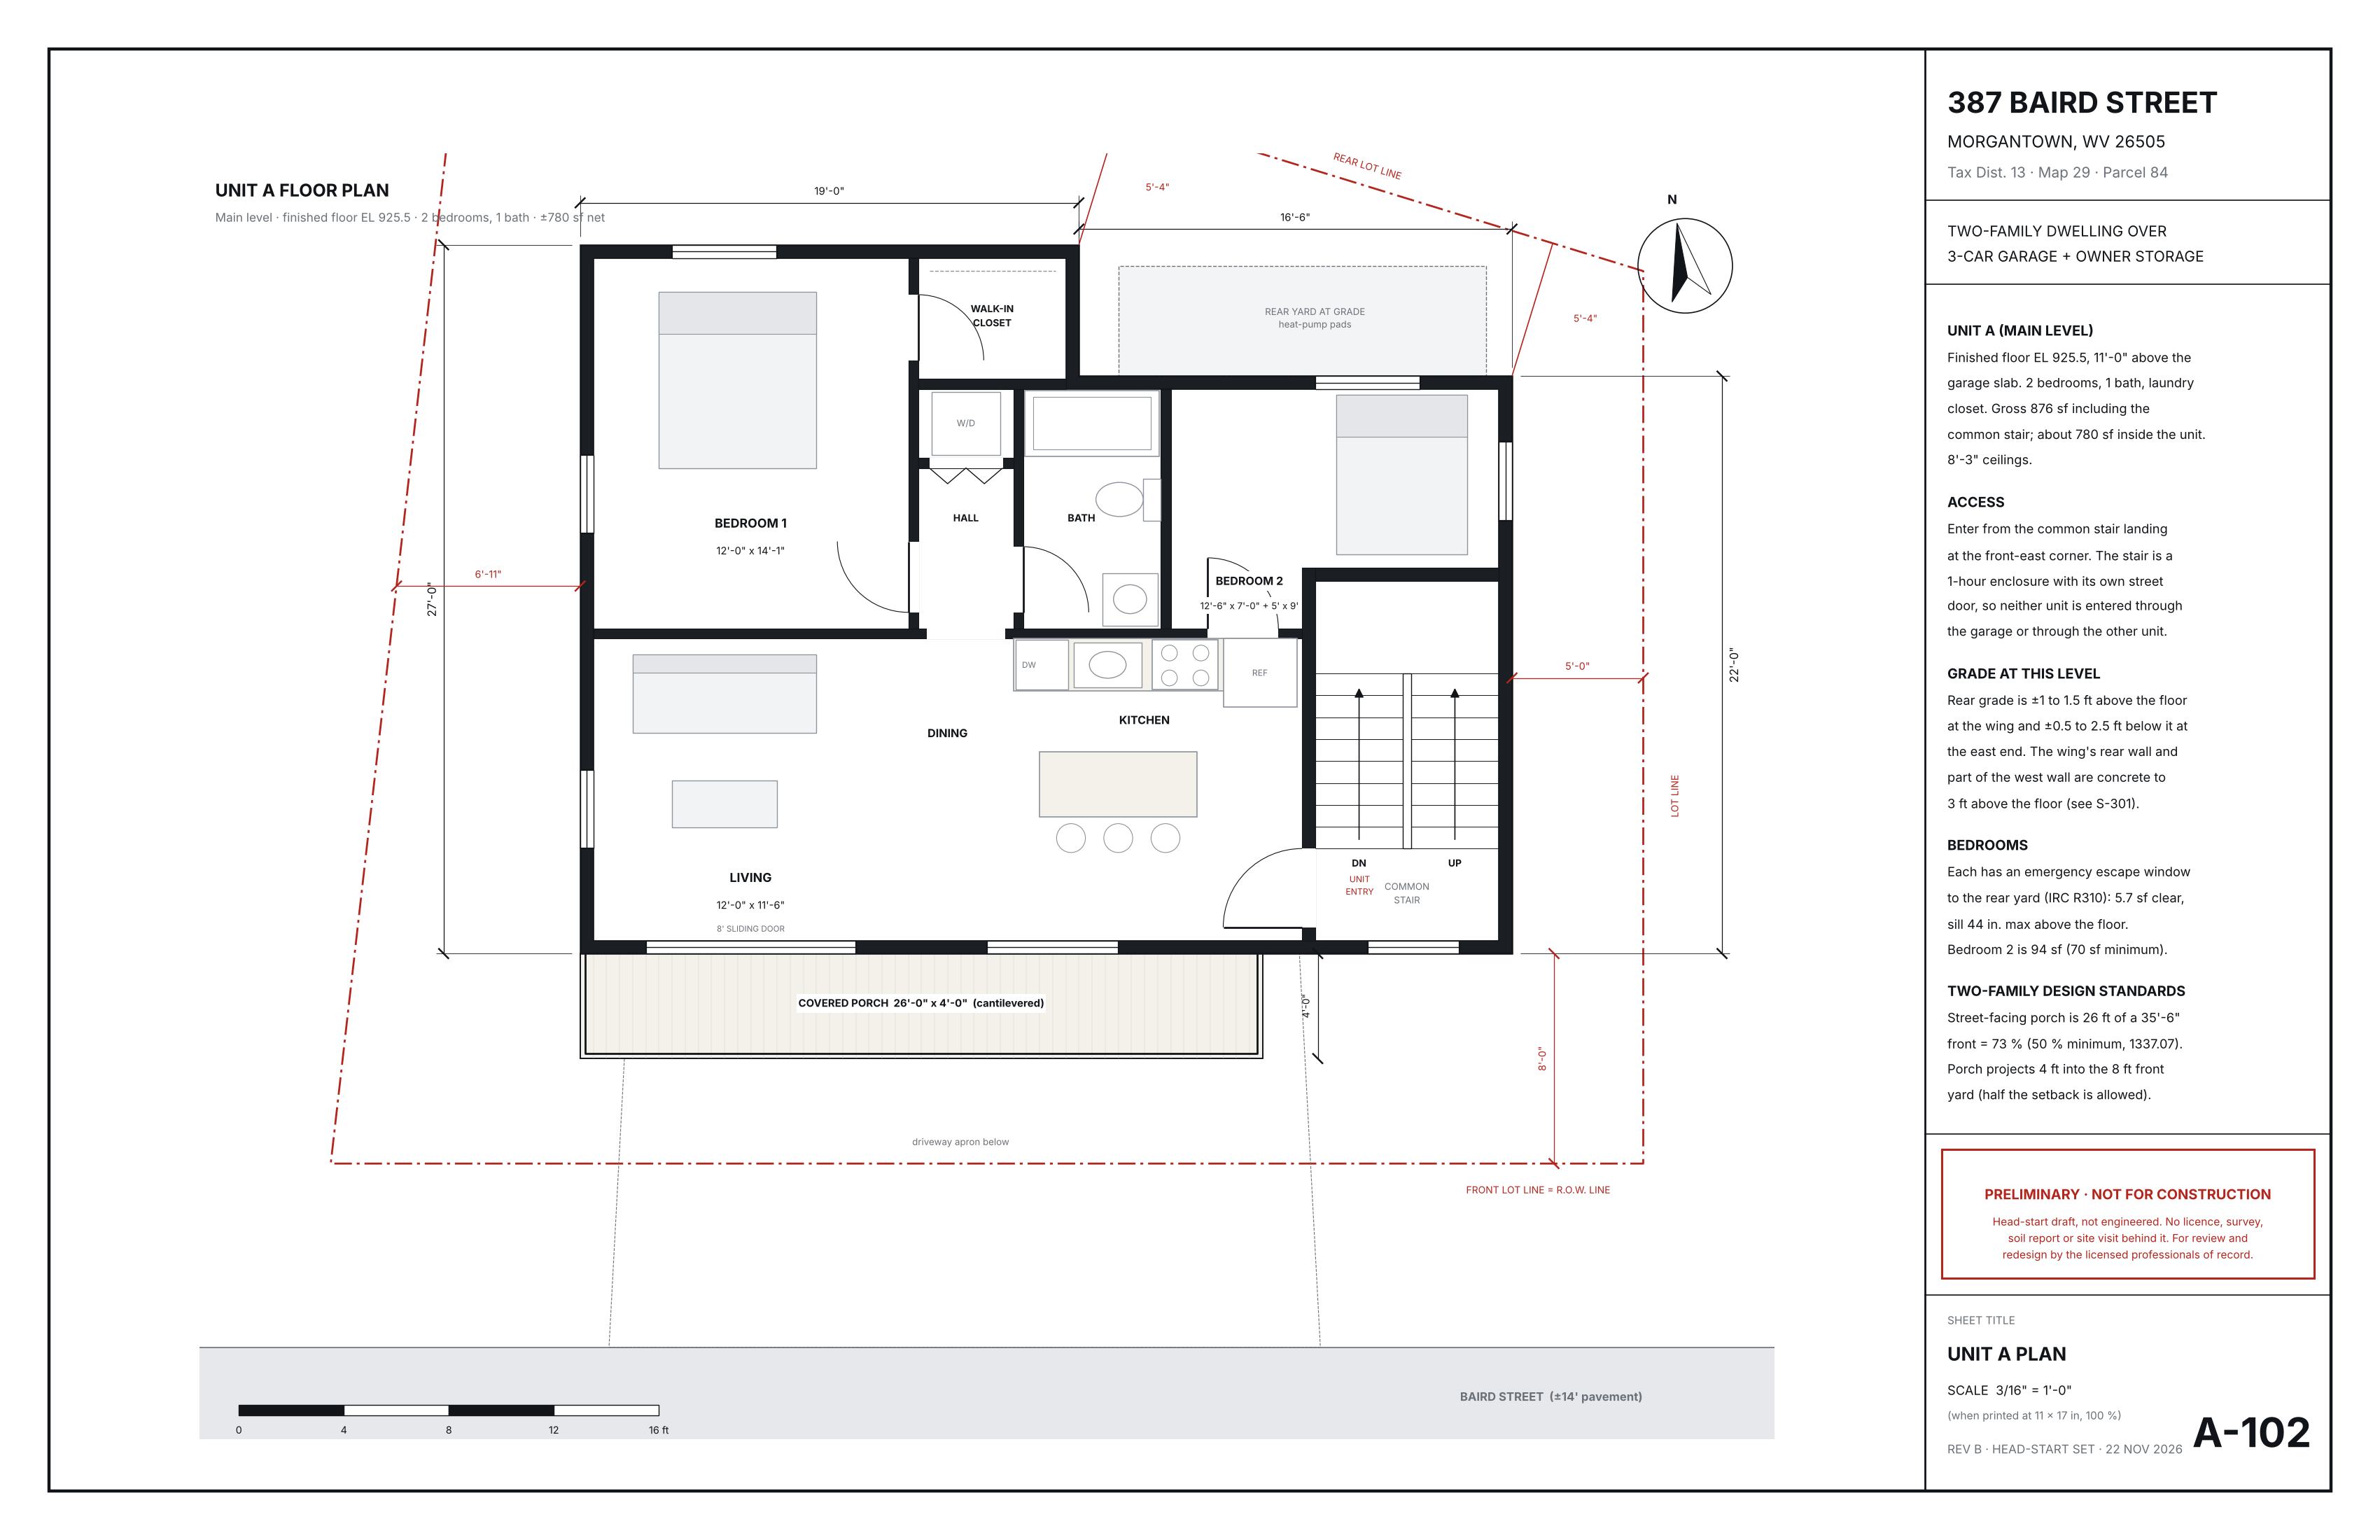 UNIT A FLOOR PLAN
Main level · finished floor EL 925.5 · 2 bedrooms, 1 bath · ±780 sf net
19'-0"
5'-4"
REAR LOT LINE
16'-6"
N
5'-4"
REAR YARD AT GRADE
heat-pump pads
WALK-IN
CLOSET
W/D
HALL
BATH
BEDROOM 1
12'-0" x 14'-1"
BEDROOM 2
12'-6" x 7'-0" + 5' x 9'
6'-11"
27'-0"
DW
REF
KITCHEN
DINING
5'-0"
22'-0"
LOT LINE
LIVING
12'-0" x 11'-6"
8' SLIDING DOOR
DN
UP
UNIT
ENTRY
COMMON
STAIR
COVERED PORCH 26'-0" x 4'-0" (cantilevered)
4'-0"
8'-0"
driveway apron below
FRONT LOT LINE = R.O.W. LINE
BAIRD STREET (±14' pavement)
0 4 8 12 16 ft
387 BAIRD STREET
MORGANTOWN, WV 26505
Tax Dist. 13 · Map 29 · Parcel 84
TWO-FAMILY DWELLING OVER
3-CAR GARAGE + OWNER STORAGE
UNIT A (MAIN LEVEL)
Finished floor EL 925.5, 11'-0" above the
garage slab. 2 bedrooms, 1 bath, laundry
closet. Gross 876 sf including the
common stair; about 780 sf inside the unit.
8'-3" ceilings.
ACCESS
Enter from the common stair landing
at the front-east corner. The stair is a
1-hour enclosure with its own street
door, so neither unit is entered through
the garage or through the other unit.
GRADE AT THIS LEVEL
Rear grade is ±1 to 1.5 ft above the floor
at the wing and ±0.5 to 2.5 ft below it at
the east end. The wing's rear wall and
part of the west wall are concrete to
3 ft above the floor (see S-301).
BEDROOMS
Each has an emergency escape window
to the rear yard (IRC R310): 5.7 sf clear,
sill 44 in. max above the floor.
Bedroom 2 is 94 sf (70 sf minimum).
TWO-FAMILY DESIGN STANDARDS
Street-facing porch is 26 ft of a 35'-6"
front = 73 % (50 % minimum, 1337.07).
Porch projects 4 ft into the 8 ft front
yard (half the setback is allowed).
PRELIMINARY · NOT FOR CONSTRUCTION
Head-start draft, not engineered. No licence, survey,
soil report or site visit behind it. For review and
redesign by the licensed professionals of record.
SHEET TITLE
UNIT A PLAN
SCALE 3/16" = 1'-0"
(when printed at 11 × 17 in, 100 %)
REV B · HEAD-START SET · 22 NOV 2026
A-102